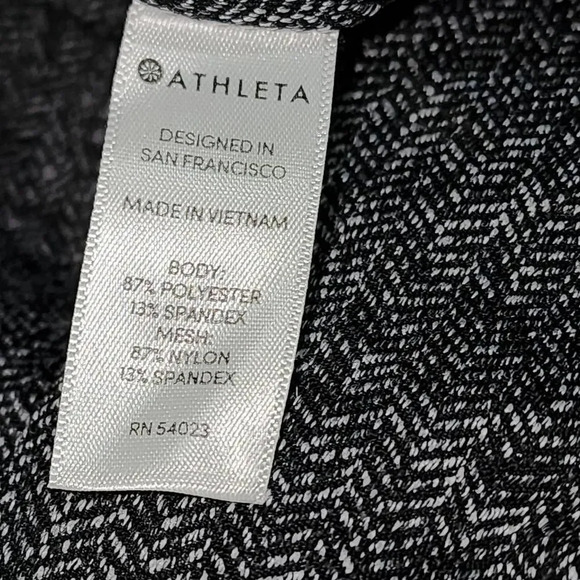 ATHLETA
DESIGNED IN
SAN FRANCISCO
MADE IN VIETNAM
BODY:
87% POLYESTER
13% SPANDEX
MESH:
87% NYLON
13% SPANDEX
RN 54023